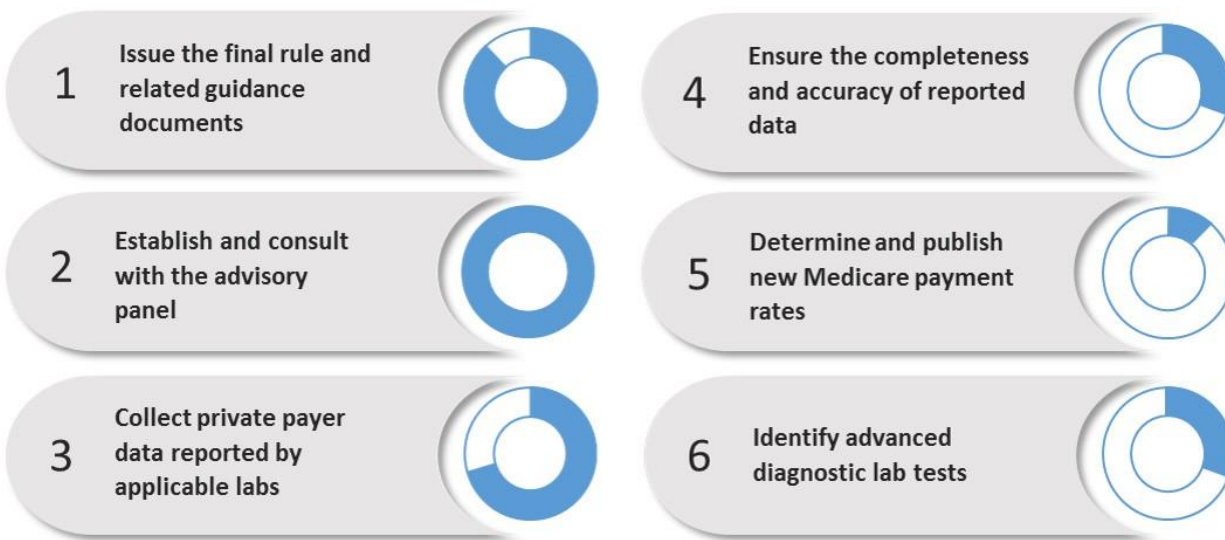 1
Issue the final rule and
related guidance
documents
2
Establish and consult
with the advisory
panel
3
Collect private payer
data reported by
applicable labs
4
Ensure the completeness
and accuracy of reported
data
5
Determine and publish
new Medicare payment
rates
6
Identify advanced
diagnostic lab tests